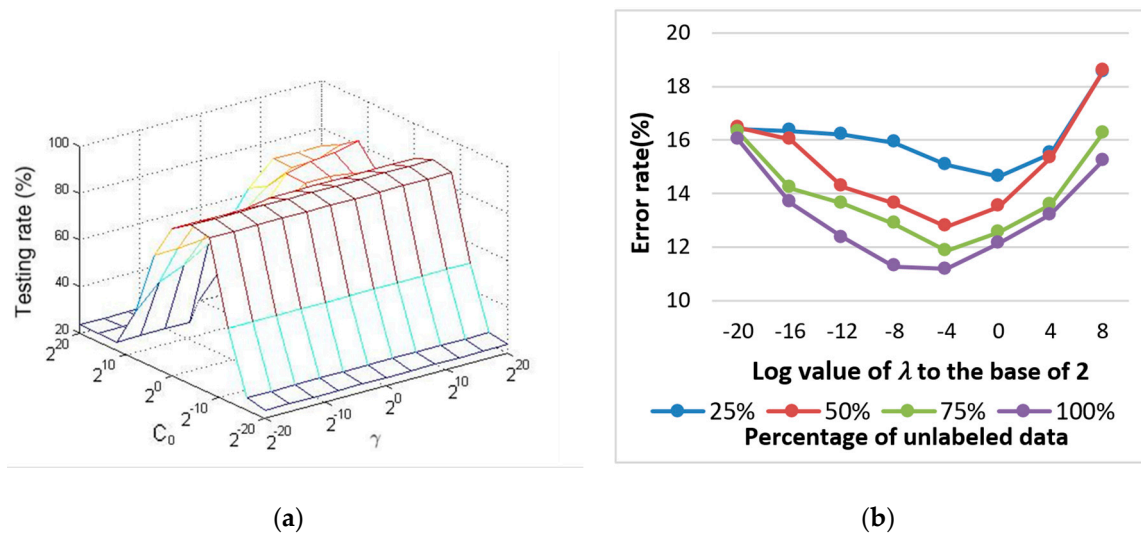 100
80
60
40
20
Testing rate (%)
2^20
2^10
2^0
2^-10
2^-20
C₀
2^-20
2^-10
2^0
2^10
2^20
γ
(a)
20
18
16
14
12
10
Error rate(%)
-20 -16 -12 -8 -4 0 4 8
Log value of λ to the base of 2
25% 50% 75% 100%
Percentage of unlabeled data
(b)